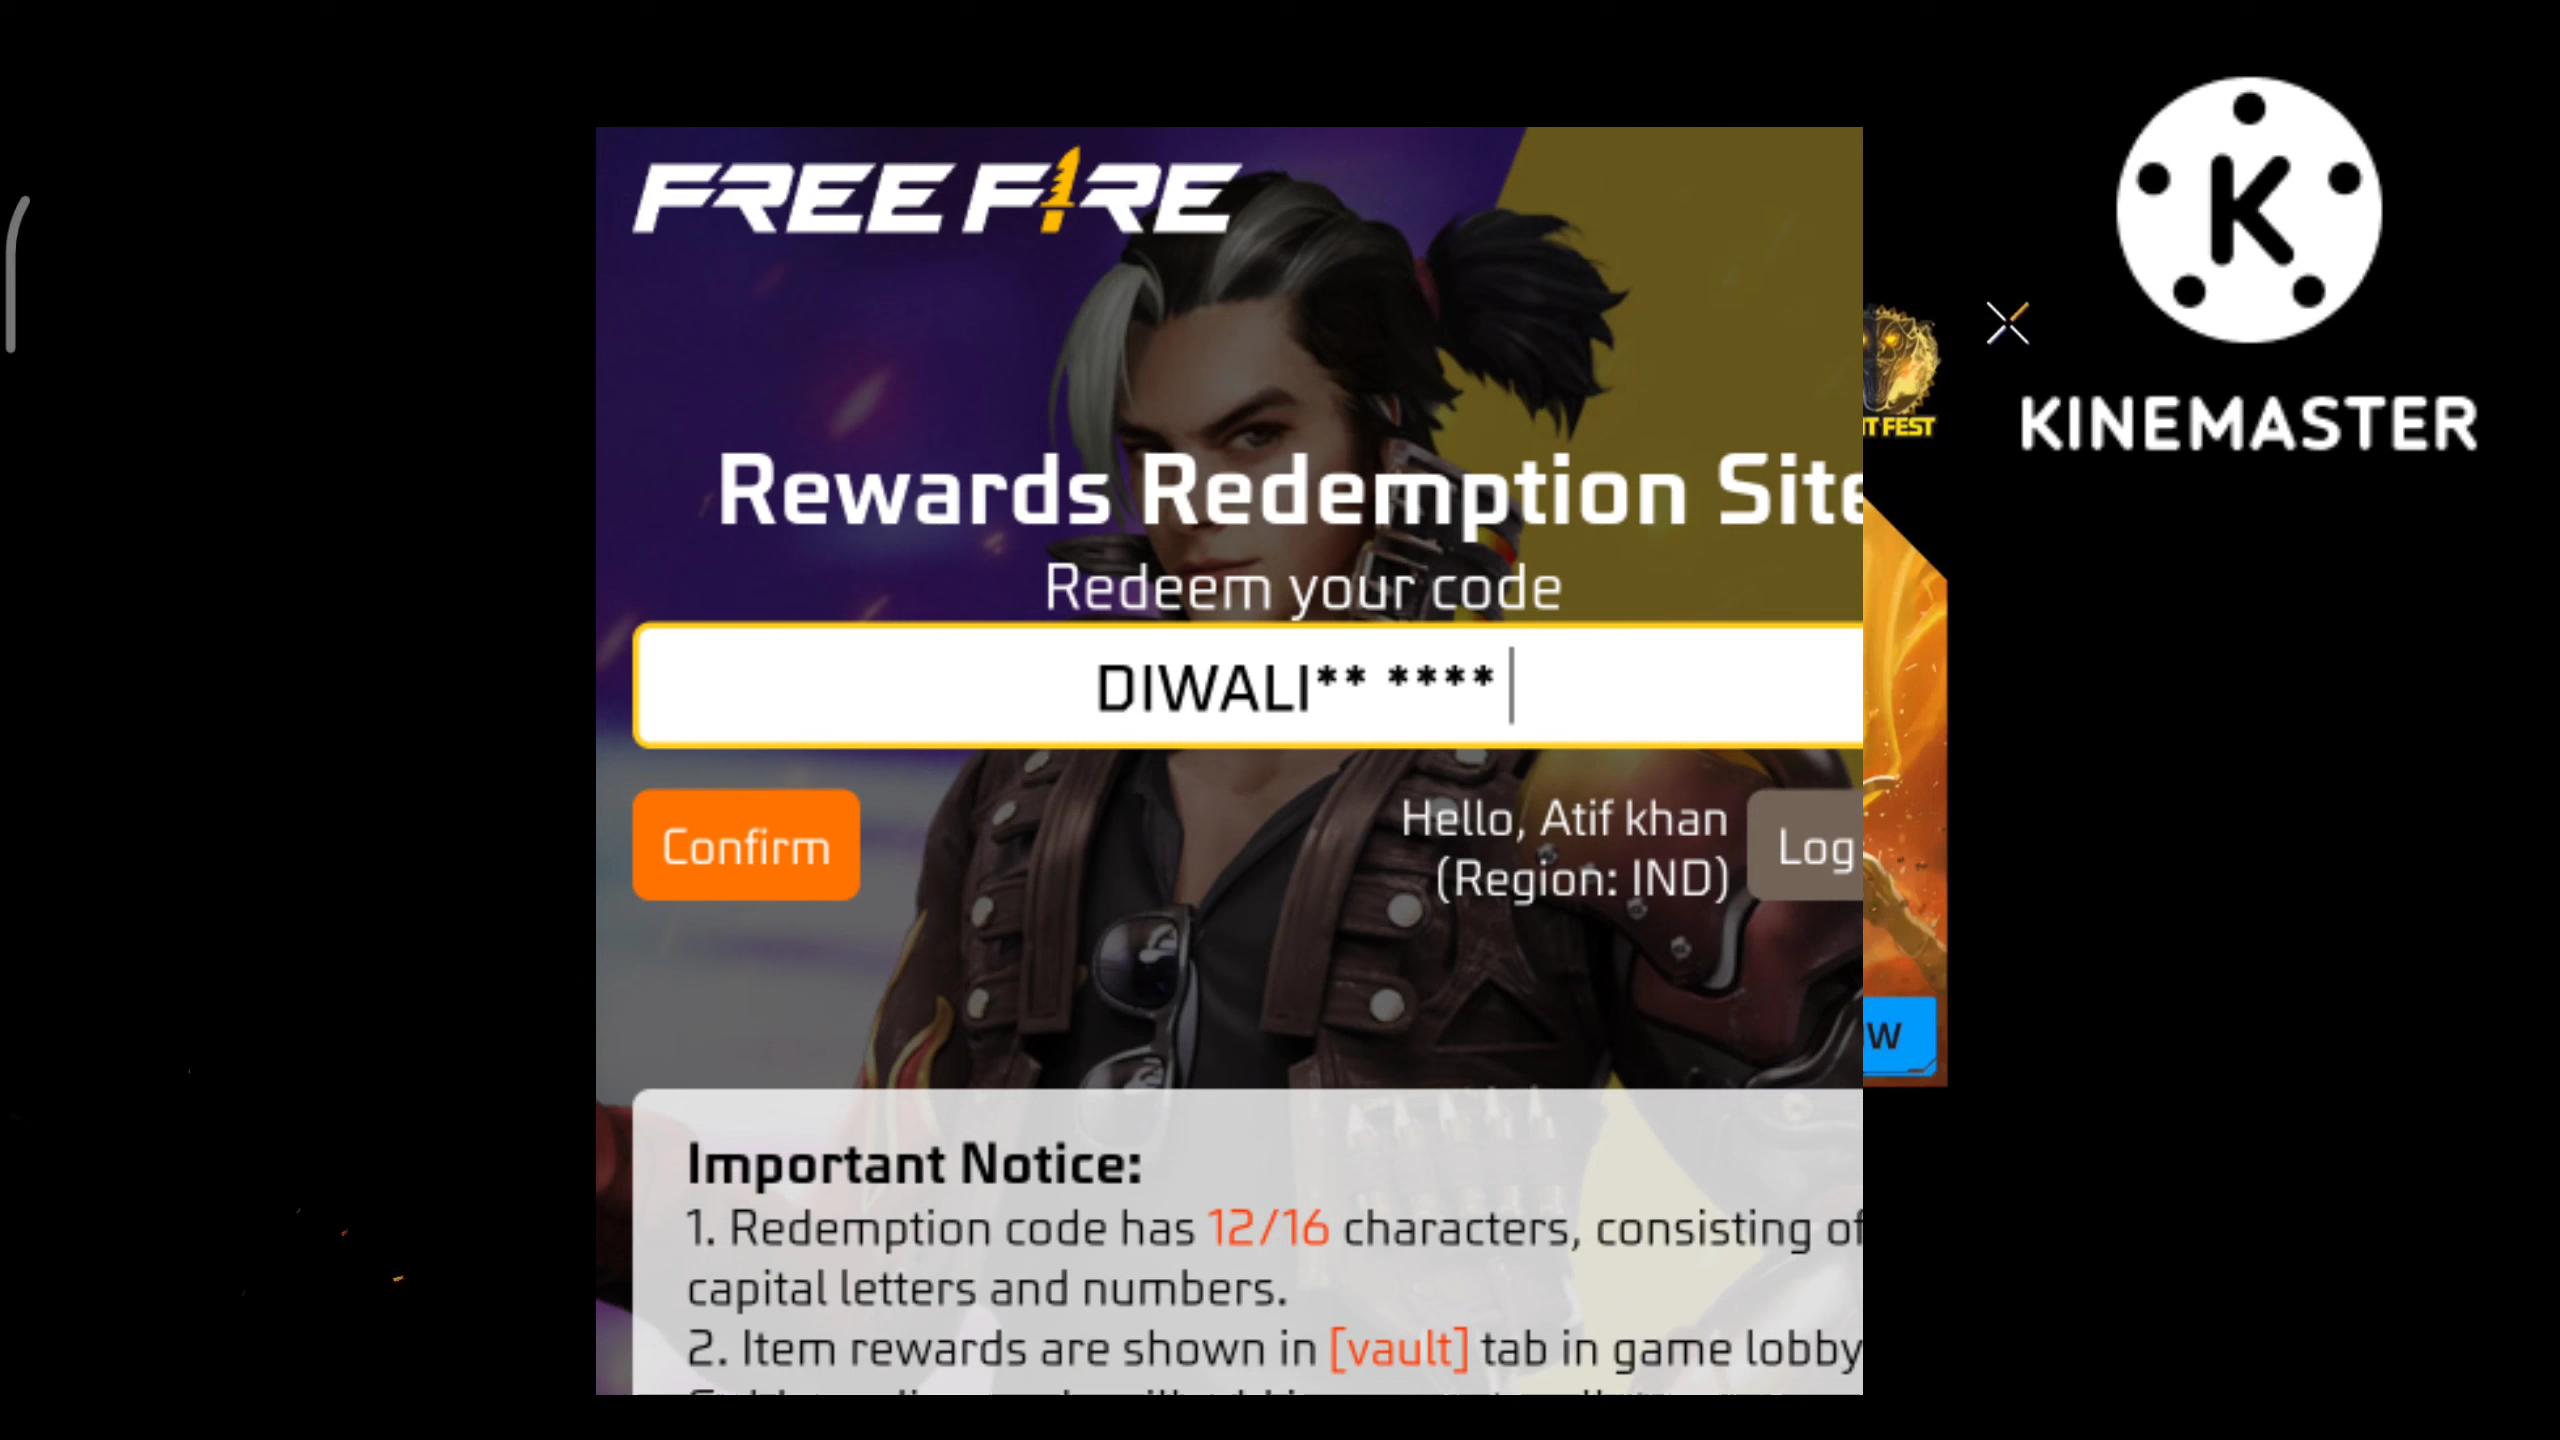 FREE FIRE
KINEMASTER
Rewards Redemption Site
Redeem your code
DIWALI** ****
Confirm
Hello, Atif khan
(Region: IND)
Log
Important Notice:
1. Redemption code has 12/16 characters, consisting of
capital letters and numbers.
2. Item rewards are shown in [vault] tab in game lobby
FEST